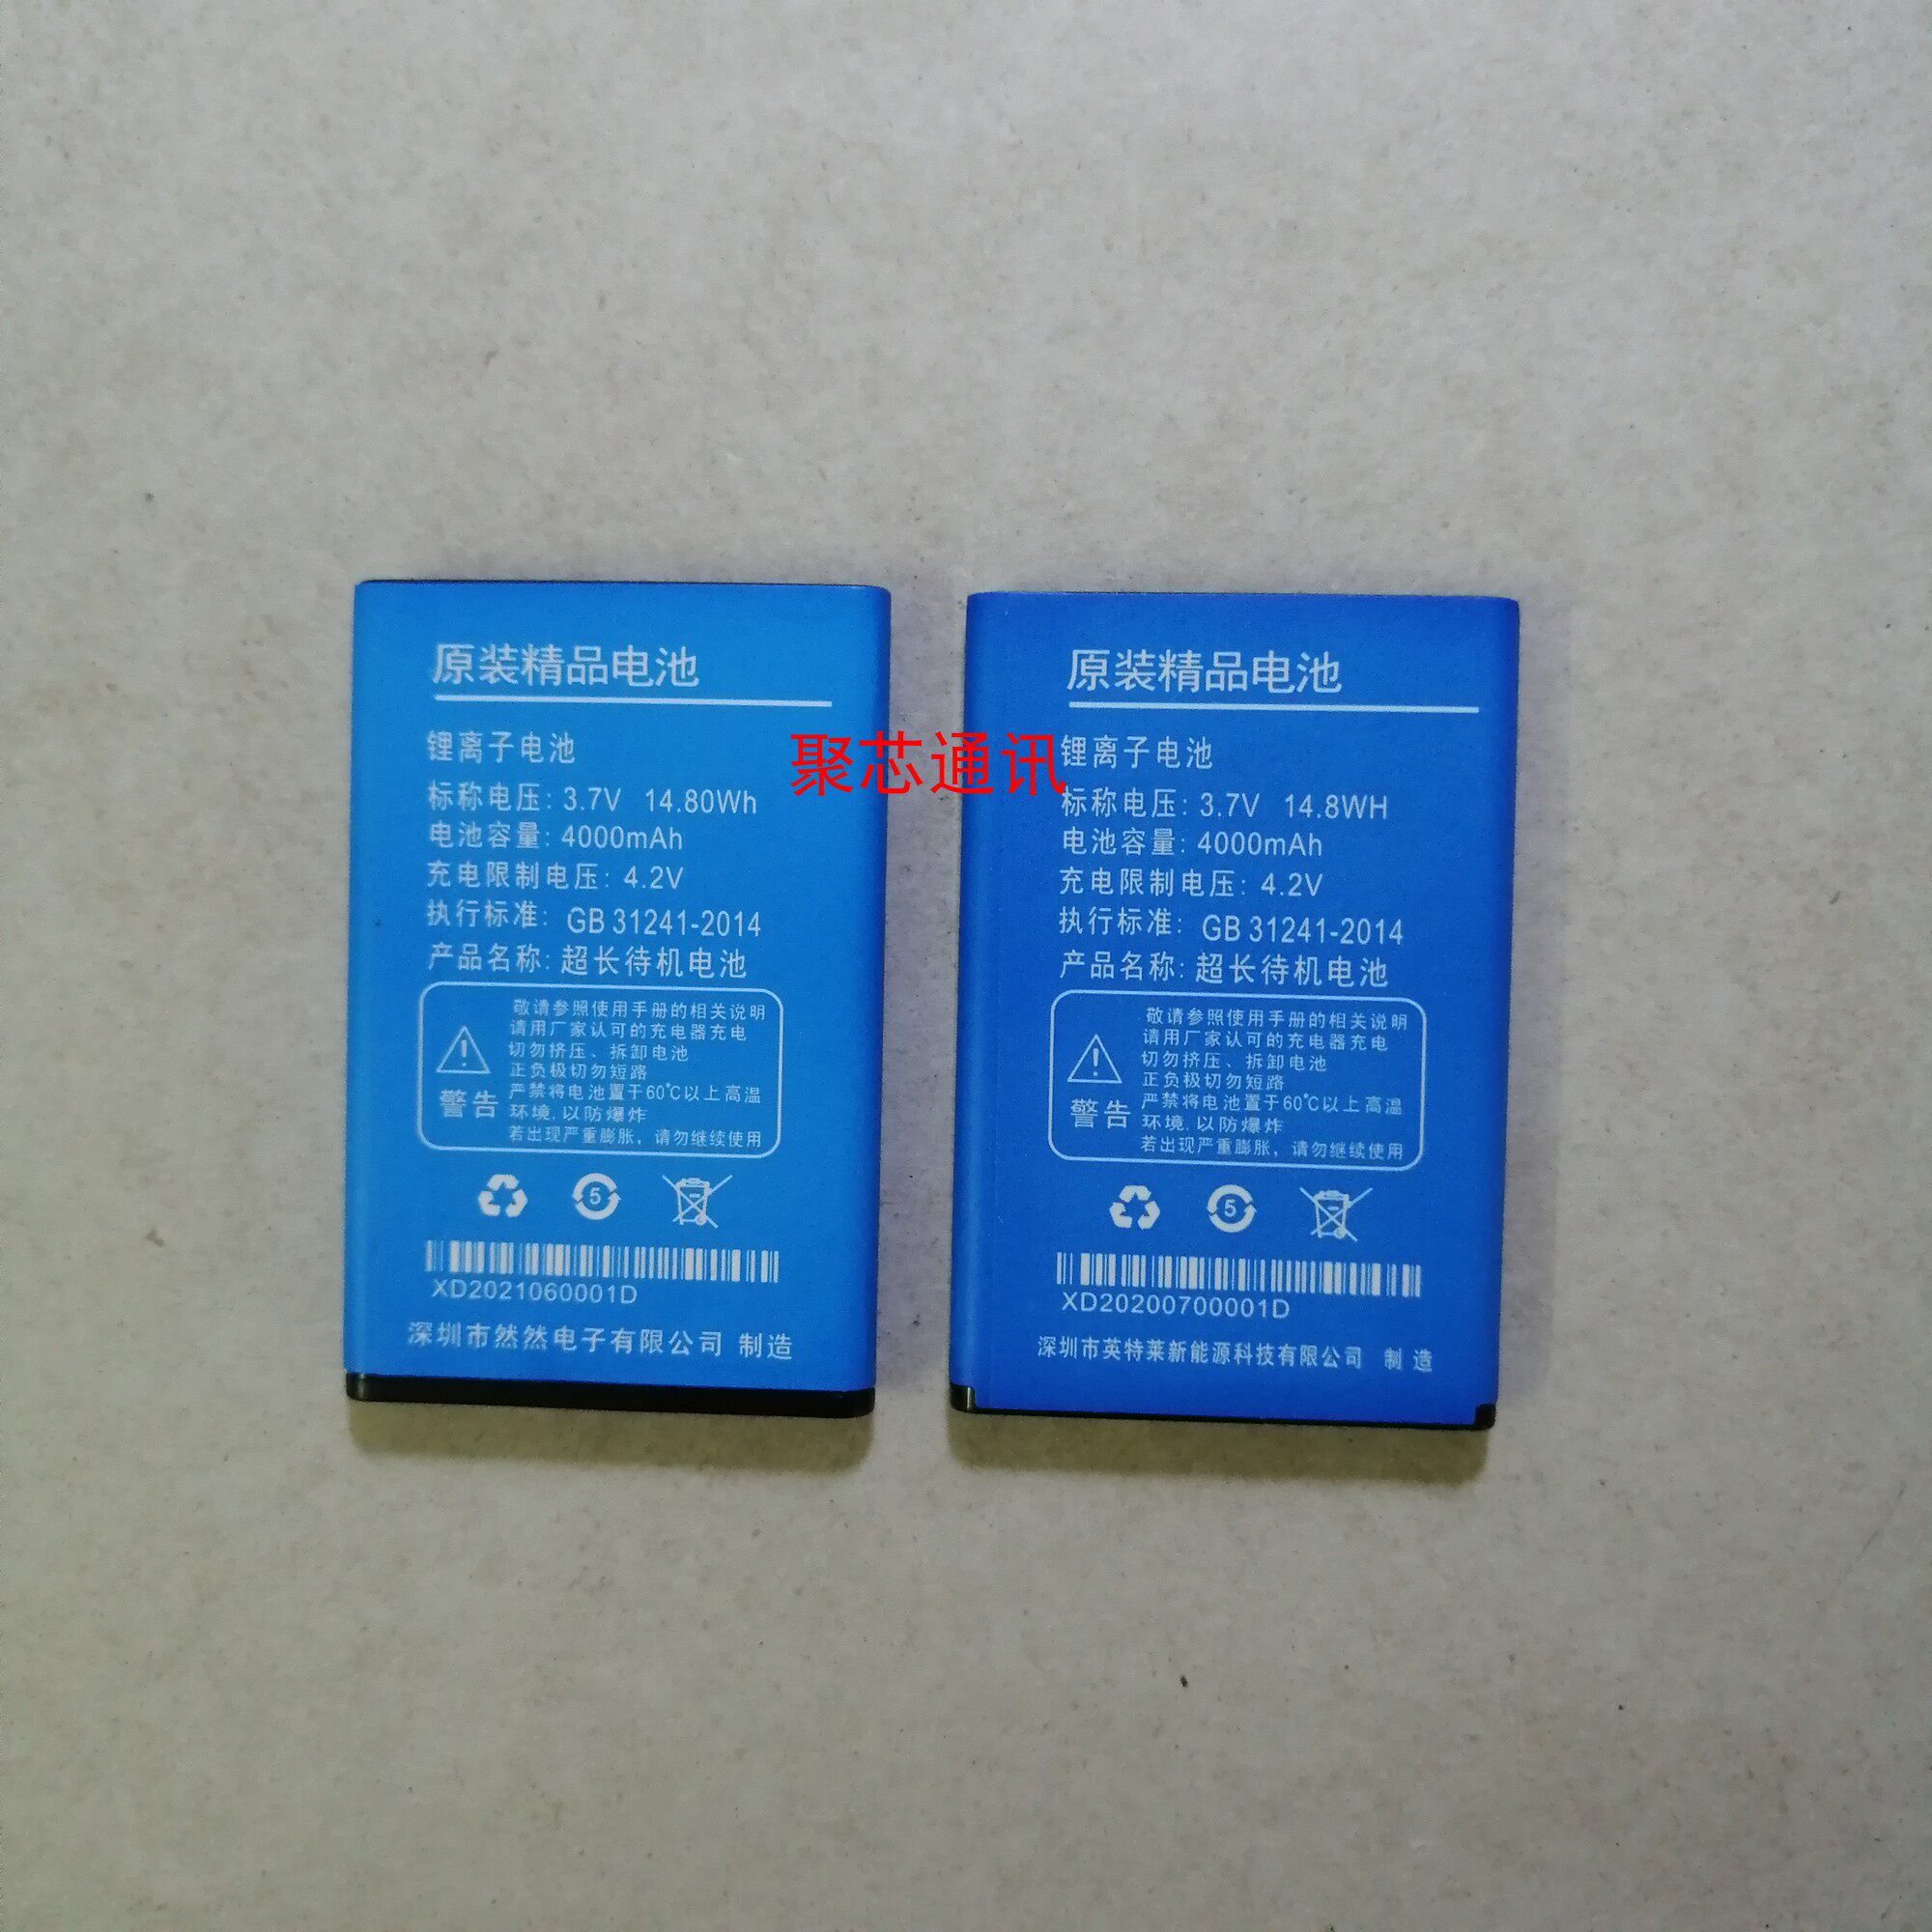 原装精品电池
锂离子电池
标称电压: 3.7V 14.80Wh
电池容量: 4000mAh
充电限制电压: 4.2V
执行标准: GB 31241-2014
产品名称: 超长待机电池
敬请参照使用手册的相关说明
请用厂家认可的充电器充电
切勿挤压、拆卸电池
正负极切勿短路
严禁将电池置于60℃以上高温
环境.以防爆炸
若出现严重膨胀，请勿继续使用
警告
5
XD2021060001D
深圳市然然电子有限公司 制造
聚芯通讯
原装精品电池
锂离子电池
标称电压: 3.7V 14.8WH
电池容量: 4000mAh
充电限制电压: 4.2V
执行标准: GB 31241-2014
产品名称: 超长待机电池
敬请参照使用手册的相关说明
请用厂家认可的充电器充电
切勿挤压、拆卸电池
正负极切勿短路
严禁将电池置于60℃以上高温
环境.以防爆炸
若出现严重膨胀，请勿继续使用
警告
5
XD20200700001D
深圳市英特莱新能源科技有限公司 制造